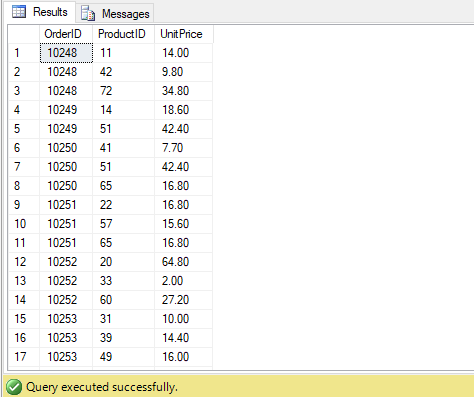 Results Messages
OrderID ProductID UnitPrice
1 10248 11 14.00
2 10248 42 9.80
3 10248 72 34.80
4 10249 14 18.60
5 10249 51 42.40
6 10250 41 7.70
7 10250 51 42.40
8 10250 65 16.80
9 10251 22 16.80
10 10251 57 15.60
11 10251 65 16.80
12 10252 20 64.80
13 10252 33 2.00
14 10252 60 27.20
15 10253 31 10.00
16 10253 39 14.40
17 10253 49 16.00
Query executed successfully.